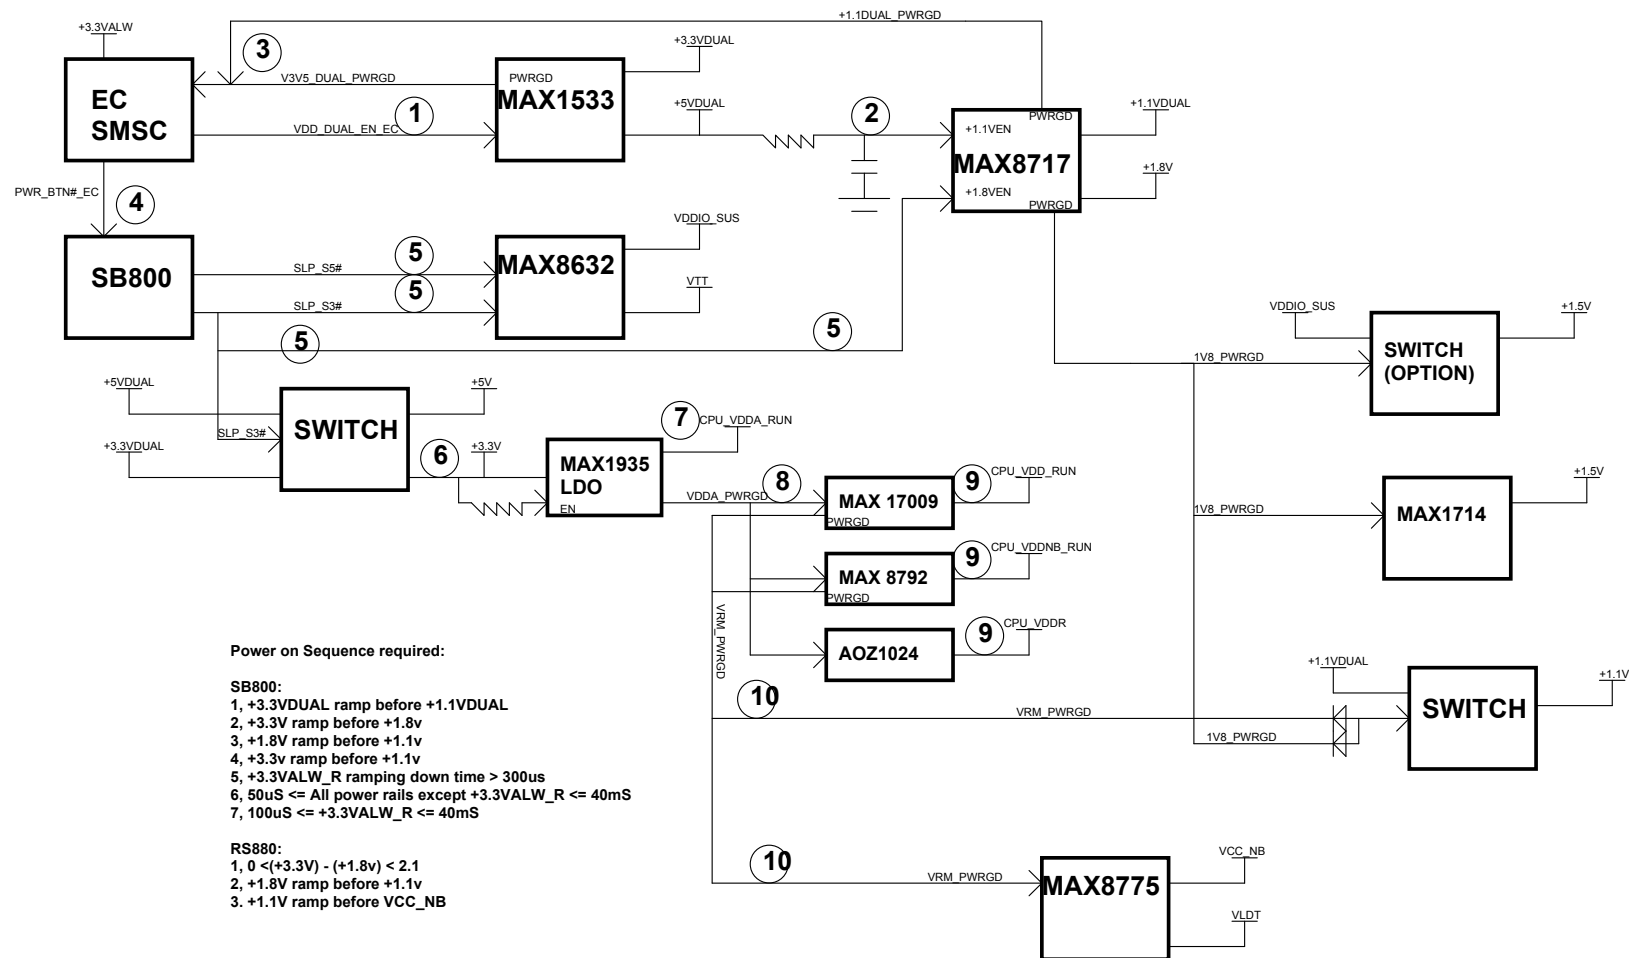 +1.1DUAL_PWRGD
+3.3VALW
3
+3.3VDUAL
EC
SMSC
V3V5_DUAL_PWRGD
PWRGD
MAX1533
1
VDD_DUAL_EN_EC
+5VDUAL
2
+1.1VEN
PWRGD
MAX8717
+1.8VEN
PWRGD
+1.1VDUAL
+1.8V
PWR_BTN#_EC
4
SB800
SLP_S5#
5
SLP_S3#
5
MAX8632
VDDIO_SUS
VTT
5
5
VDDIO_SUS
+1.5V
SWITCH
(OPTION)
1V8_PWRGD
+5VDUAL
+5V
SLP_S3#
SWITCH
+3.3VDUAL
6
+3.3V
7
CPU_VDDA_RUN
MAX1935
LDO
EN
VDDA_PWRGD
8
MAX 17009
PWRGD
9
CPU_VDD_RUN
1V8_PWRGD
MAX1714
+1.5V
MAX 8792
PWRGD
9
CPU_VDDNB_RUN
VRM_PWRGD
AOZ1024
9
CPU_VDDR
10
VRM_PWRGD
1V8_PWRGD
+1.1VDUAL
SWITCH
+1.1V
Power on Sequence required:
SB800:
1, +3.3VDUAL ramp before +1.1VDUAL
2, +3.3V ramp before +1.8v
3, +1.8V ramp before +1.1v
4, +3.3v ramp before +1.1v
5, +3.3VALW_R ramping down time > 300us
6, 50uS <= All power rails except +3.3VALW_R <= 40mS
7, 100uS <= +3.3VALW_R <= 40mS
RS880:
1, 0 <(+3.3V) - (+1.8v) < 2.1
2, +1.8V ramp before +1.1v
3. +1.1V ramp before VCC_NB
10
VRM_PWRGD
MAX8775
VCC_NB
VLDT